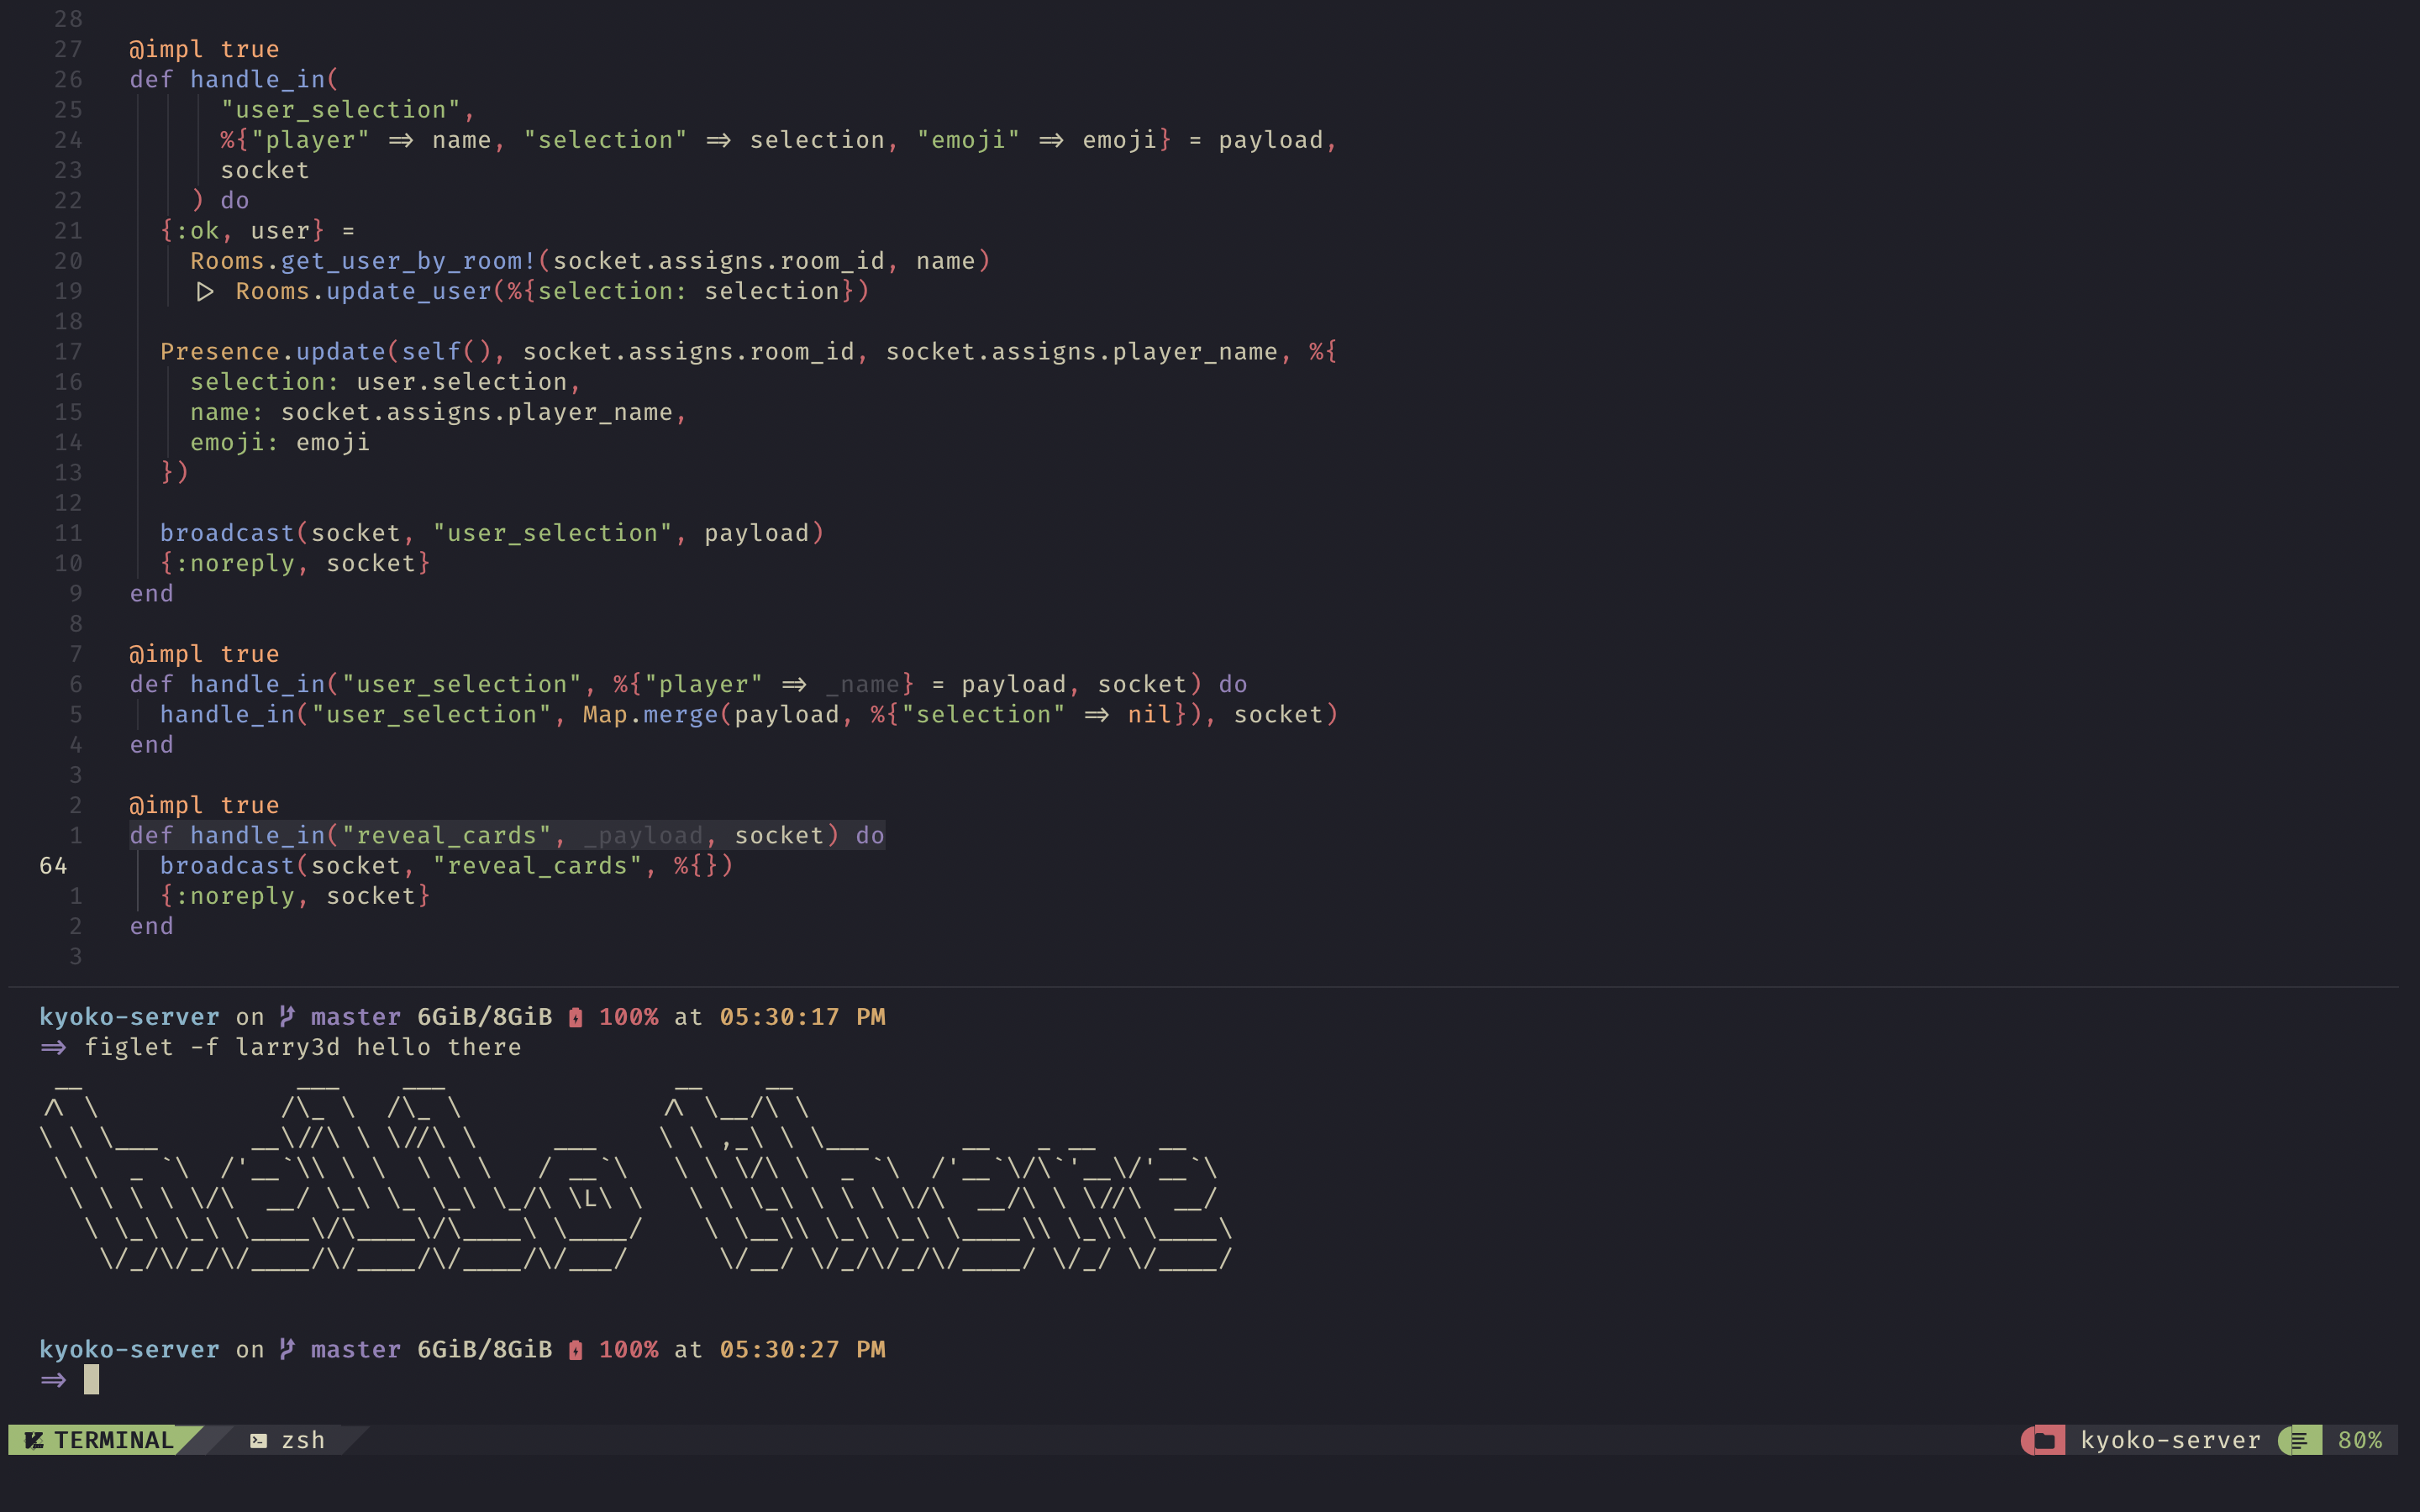 28
27 @impl true
26 def handle_in(
25 "user_selection",
24 %{"player" => name, "selection" => selection, "emoji" => emoji} = payload,
23 socket
22 ) do
21 {:ok, user} =
20 Rooms.get_user_by_room!(socket.assigns.room_id, name)
19 |> Rooms.update_user(%{selection: selection})
18
17 Presence.update(self(), socket.assigns.room_id, socket.assigns.player_name, %{
16 selection: user.selection,
15 name: socket.assigns.player_name,
14 emoji: emoji
13 })
12
11 broadcast(socket, "user_selection", payload)
10 {:noreply, socket}
9 end
8
7 @impl true
6 def handle_in("user_selection", %{"player" => _name} = payload, socket) do
5 handle_in("user_selection", Map.merge(payload, %{"selection" => nil}), socket)
4 end
3
2 @impl true
1 def handle_in("reveal_cards", _payload, socket) do
64 broadcast(socket, "reveal_cards", %{})
1 {:noreply, socket}
2 end
3
kyoko-server on master 6GiB/8GiB 100% at 05:30:17 PM
=> figlet -f larry3d hello there
hello there
kyoko-server on master 6GiB/8GiB 100% at 05:30:27 PM
=>
TERMINAL zsh kyoko-server 80%